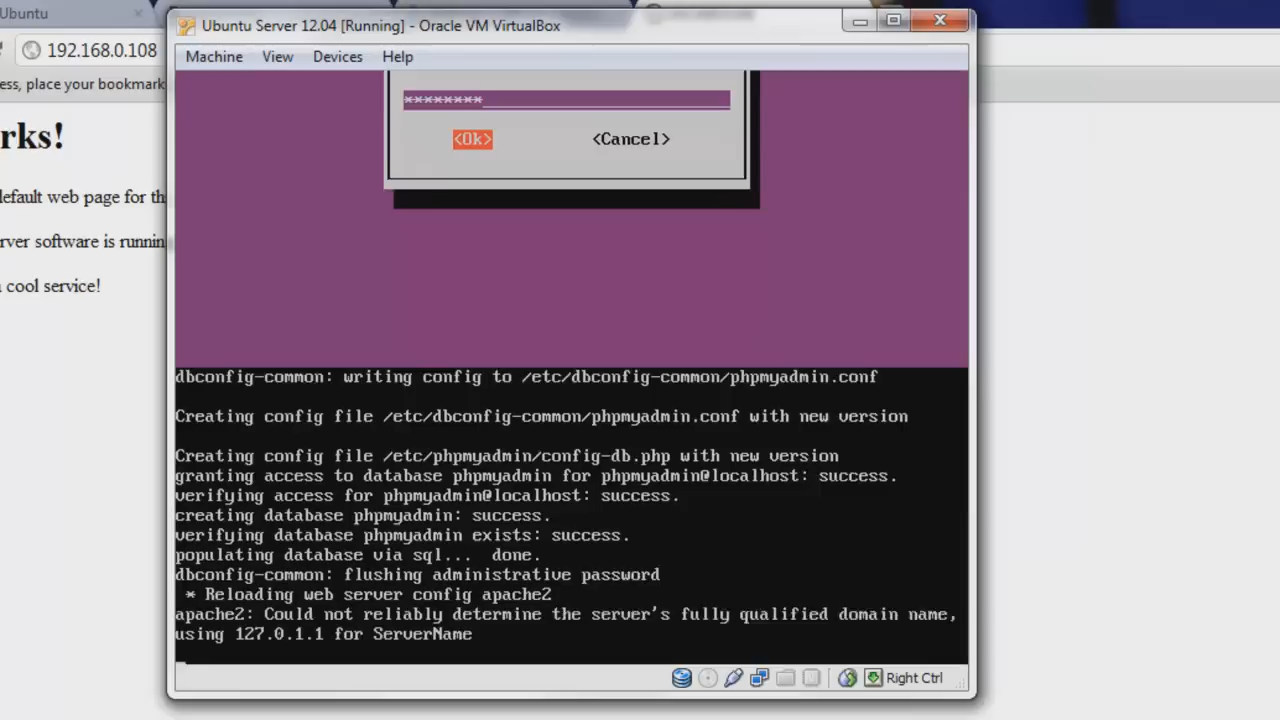 Ubuntu
Ubuntu Server 12.04 [Running] - Oracle VM VirtualBox
192.168.0.108
Machine View Devices Help
ess, place your bookmark
********
<Ok> <Cancel>
rks!
default web page for th
rver software is runnin
cool service!
dbconfig-common: writing config to /etc/dbconfig-common/phpmyadmin.conf
Creating config file /etc/dbconfig-common/phpmyadmin.conf with new version
Creating config file /etc/phpmyadmin/config-db.php with new version
granting access to database phpmyadmin for phpmyadmin@localhost: success.
verifying access for phpmyadmin@localhost: success.
creating database phpmyadmin: success.
verifying database phpmyadmin exists: success.
populating database via sql...  done.
dbconfig-common: flushing administrative password
 * Reloading web server config apache2
apache2: Could not reliably determine the server's fully qualified domain name,
using 127.0.1.1 for ServerName
Right Ctrl